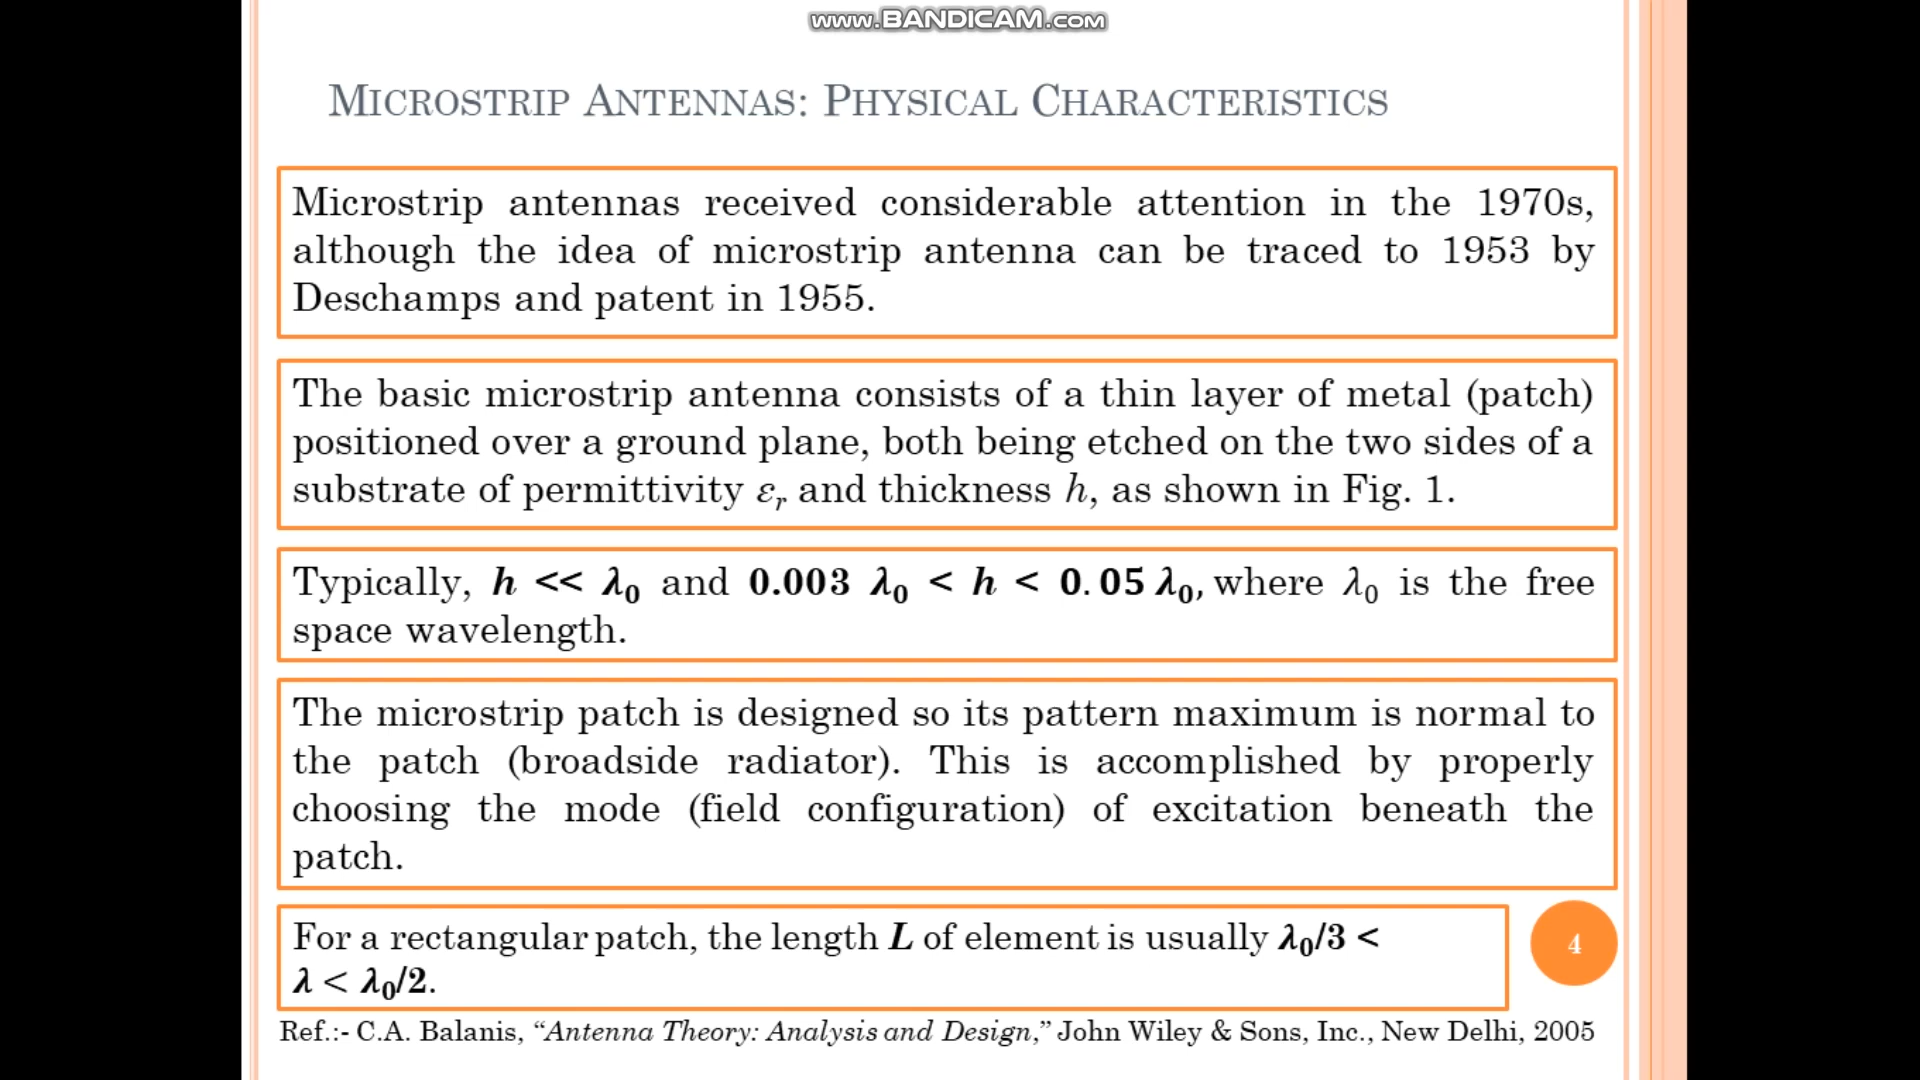 www.BANDICAM.com
MICROSTRIP ANTENNAS: PHYSICAL CHARACTERISTICS
Microstrip antennas received considerable attention in the 1970s,
although the idea of microstrip antenna can be traced to 1953 by
Deschamps and patent in 1955.
The basic microstrip antenna consists of a thin layer of metal (patch)
positioned over a ground plane, both being etched on the two sides of a
substrate of permittivity εᵣ and thickness h, as shown in Fig. 1.
Typically, h << λ₀ and 0.003 λ₀ < h < 0.05 λ₀, where λ₀ is the free
space wavelength.
The microstrip patch is designed so its pattern maximum is normal to
the patch (broadside radiator). This is accomplished by properly
choosing the mode (field configuration) of excitation beneath the
patch.
For a rectangular patch, the length L of element is usually λ₀/3 <
λ < λ₀/2.
4
Ref.:- C.A. Balanis, “Antenna Theory: Analysis and Design,” John Wiley & Sons, Inc., New Delhi, 2005